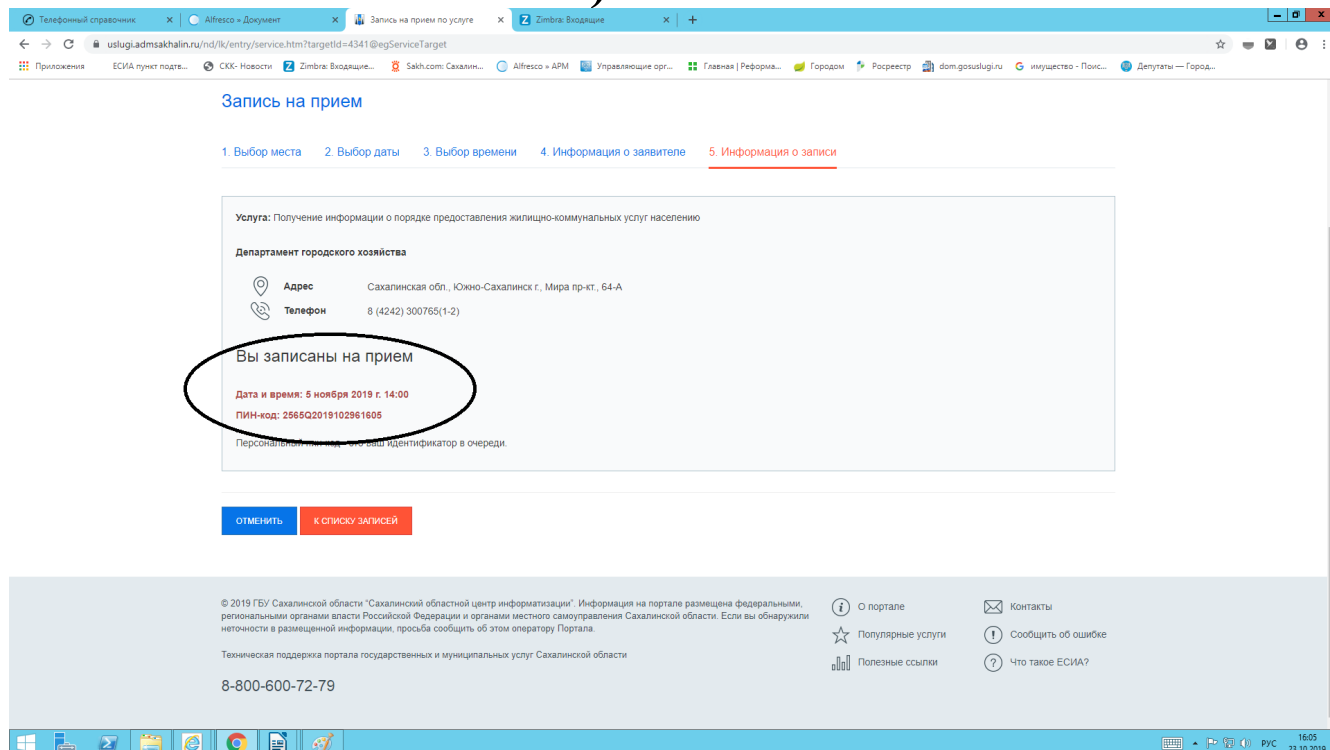 )
Телефонный справочник
Alfresco » Документ
Запись на прием по услуге
Zimbra: Входящие
uslugi.admsakhalin.ru/nd/lk/entry/service.htm?targetId=4341@egServiceTarget
Приложения ЕСИА пункт подтв... СКК- Новости Zimbra: Входящие... Sakh.com: Сахалин... Alfresco » АРМ Управляющие орг... Главная | Реформа... Городом Росреестр dom.gosuslugi.ru имущество - Поис... Депутаты — Город...
Запись на прием
1. Выбор места 2. Выбор даты 3. Выбор времени 4. Информация о заявителе 5. Информация о записи
Услуга: Получение информации о порядке предоставления жилищно-коммунальных услуг населению
Департамент городского хозяйства
Адрес Сахалинская обл., Южно-Сахалинск г., Мира пр-кт., 64-А
Телефон 8 (4242) 300765(1-2)
Вы записаны на прием
Дата и время: 5 ноября 2019 г. 14:00
ПИН-код: 2565Q2019102961605
Персональный код - это ваш идентификатор в очереди.
ОТМЕНИТЬ К СПИСКУ ЗАПИСЕЙ
© 2019 ГБУ Сахалинской области "Сахалинский областной центр информатизации". Информация на портале размещена федеральными,
региональными органами власти Российской Федерации и органами местного самоуправления Сахалинской области. Если вы обнаружили
неточности в размещенной информации, просьба сообщить об этом оператору Портала.
Техническая поддержка портала государственных и муниципальных услуг Сахалинской области
8-800-600-72-79
О портале Контакты
Популярные услуги Сообщить об ошибке
Полезные ссылки Что такое ЕСИА?
РУС 16:05
23.10.2019